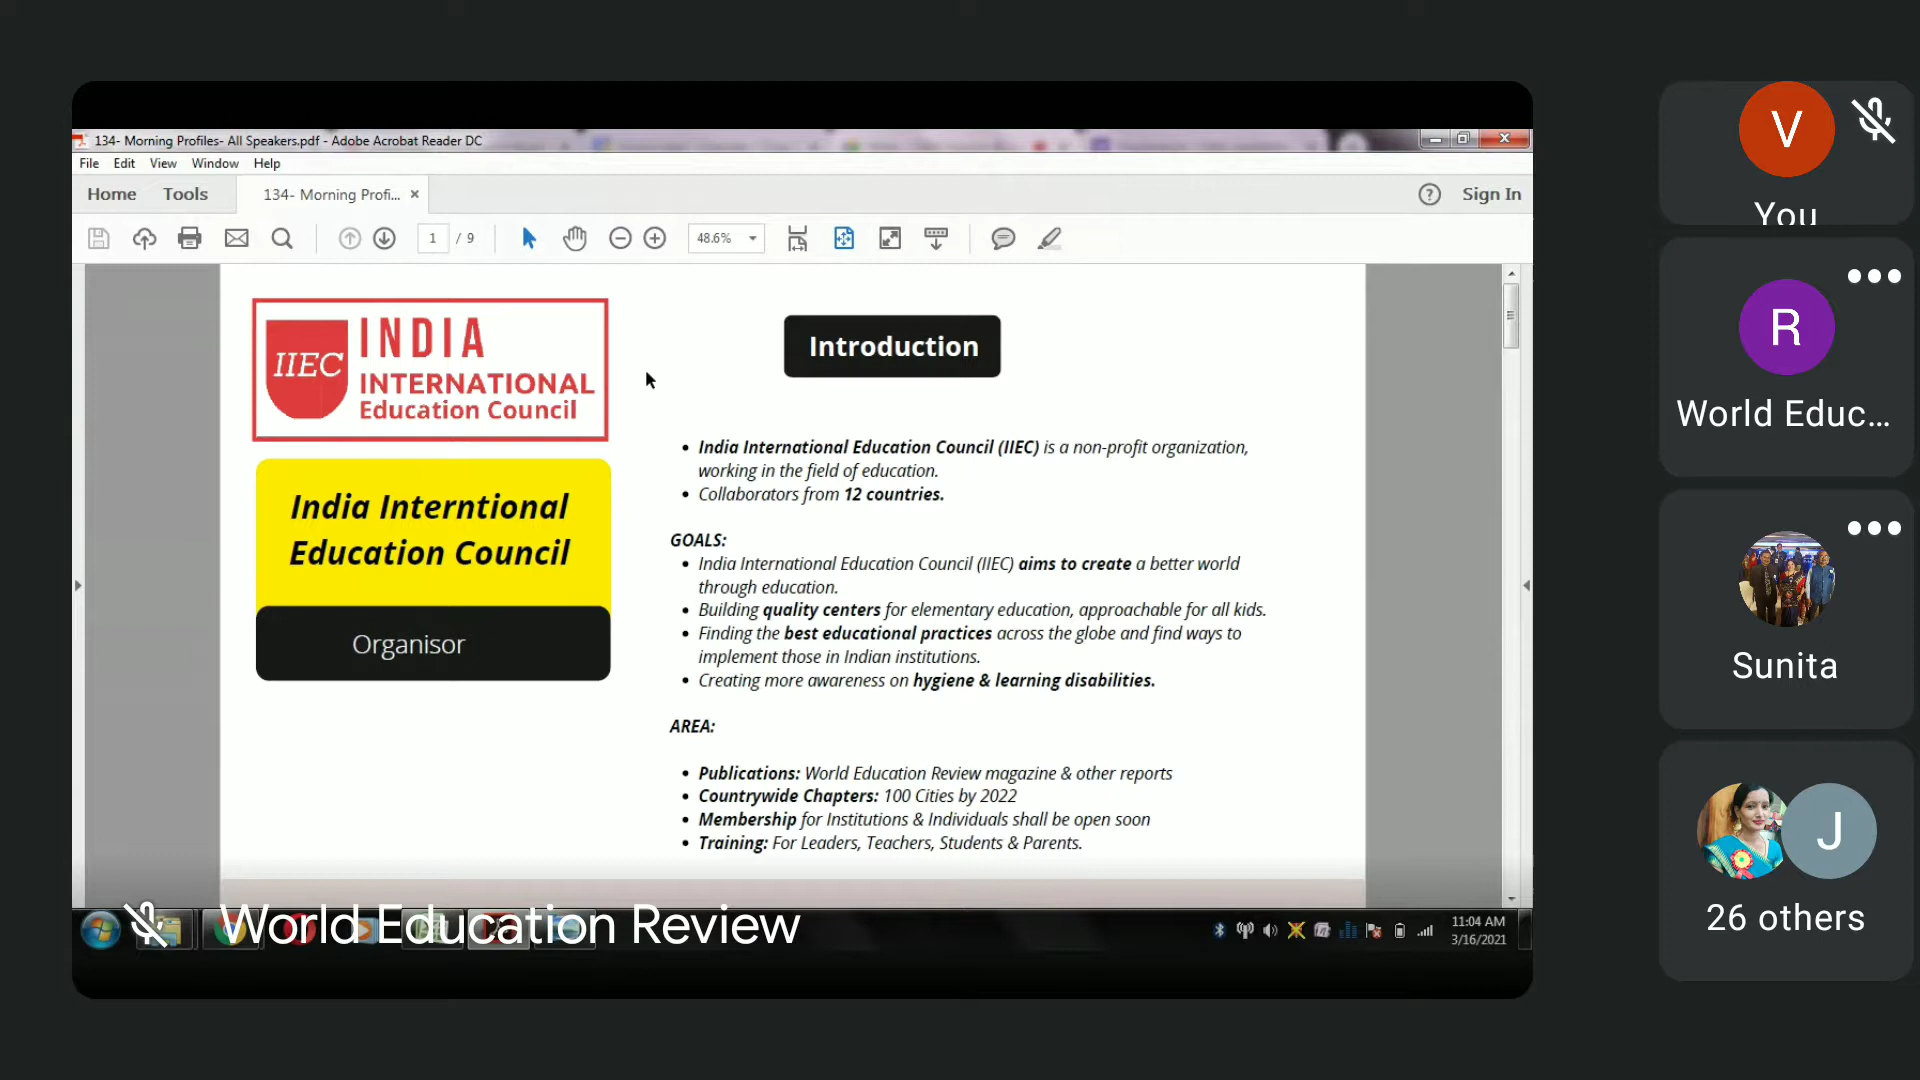 134- Morning Profiles- All Speakers.pdf - Adobe Acrobat Reader DC
File Edit View Window Help
Home Tools 134- Morning Profi... × Sign In
1 / 9 48.6%
IIEC
INDIA
INTERNATIONAL
Education Council
India Interntional
Education Council
Organisor
Introduction
• India International Education Council (IIEC) is a non-profit organization,
working in the field of education.
• Collaborators from 12 countries.
GOALS:
• India International Education Council (IIEC) aims to create a better world
through education.
• Building quality centers for elementary education, approachable for all kids.
• Finding the best educational practices across the globe and find ways to
implement those in Indian institutions.
• Creating more awareness on hygiene & learning disabilities.
AREA:
• Publications: World Education Review magazine & other reports
• Countrywide Chapters: 100 Cities by 2022
• Membership for Institutions & Individuals shall be open soon
• Training: For Leaders, Teachers, Students & Parents.
World Education Review
11:04 AM
3/16/2021
V
You
R
World Educ...
Sunita
J
26 others